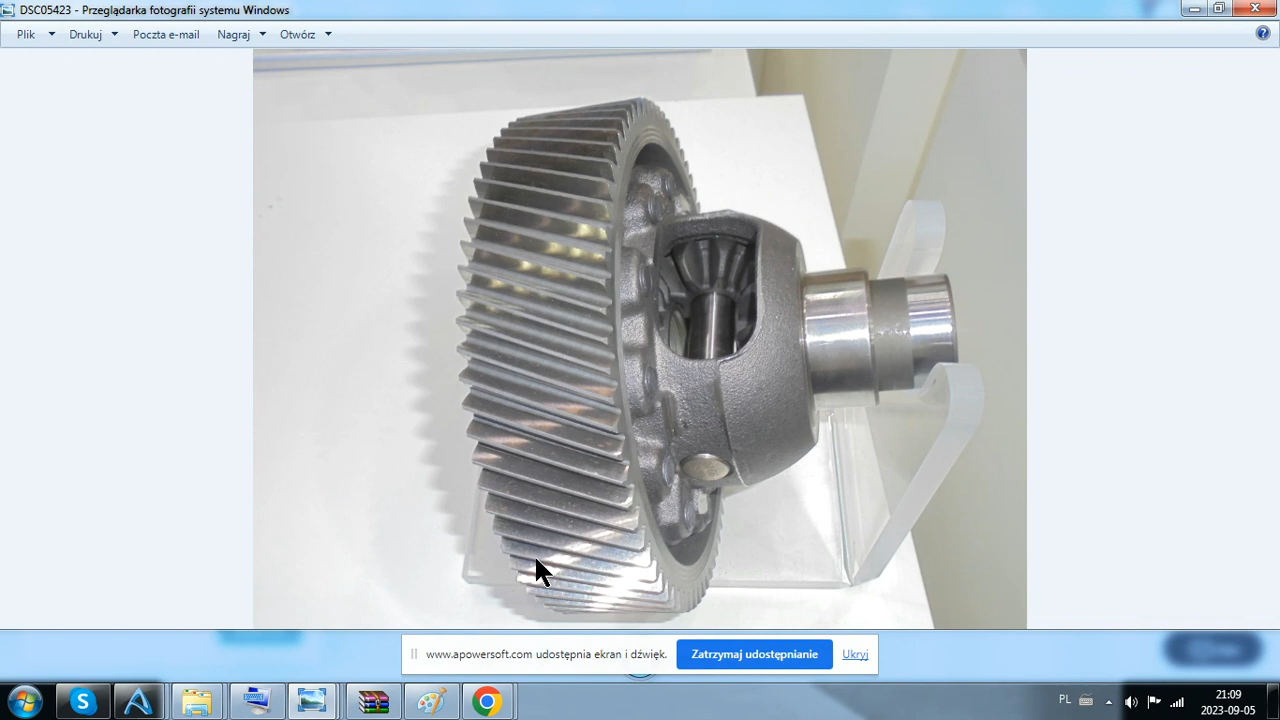 DSC05423 - Przeglądarka fotografii systemu Windows
Plik Drukuj Poczta e-mail Nagraj Otwórz
www.apowersoft.com udostępnia ekran i dźwięk. Zatrzymaj udostępnianie Ukryj
PL 21:09
2023-09-05